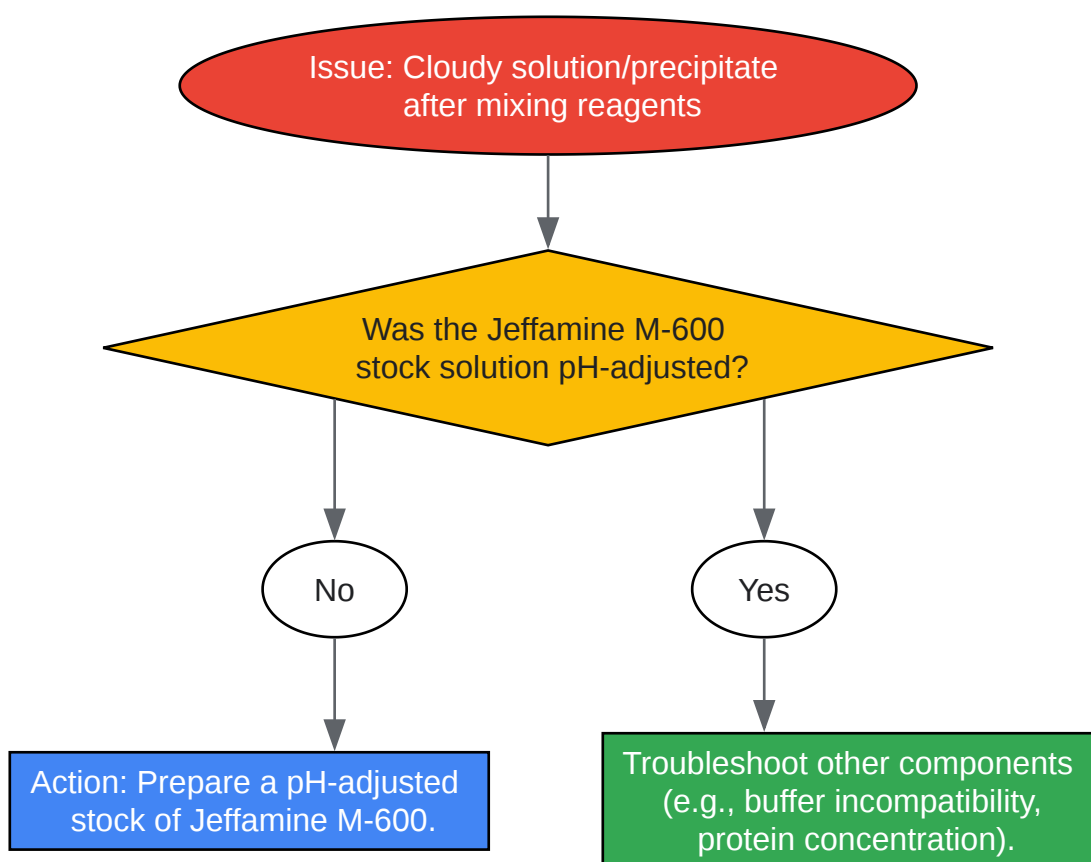 Issue: Cloudy solution/precipitate
after mixing reagents
Was the Jeffamine M-600
stock solution pH-adjusted?
No
Yes
Action: Prepare a pH-adjusted
stock of Jeffamine M-600.
Troubleshoot other components
(e.g., buffer incompatibility,
protein concentration).